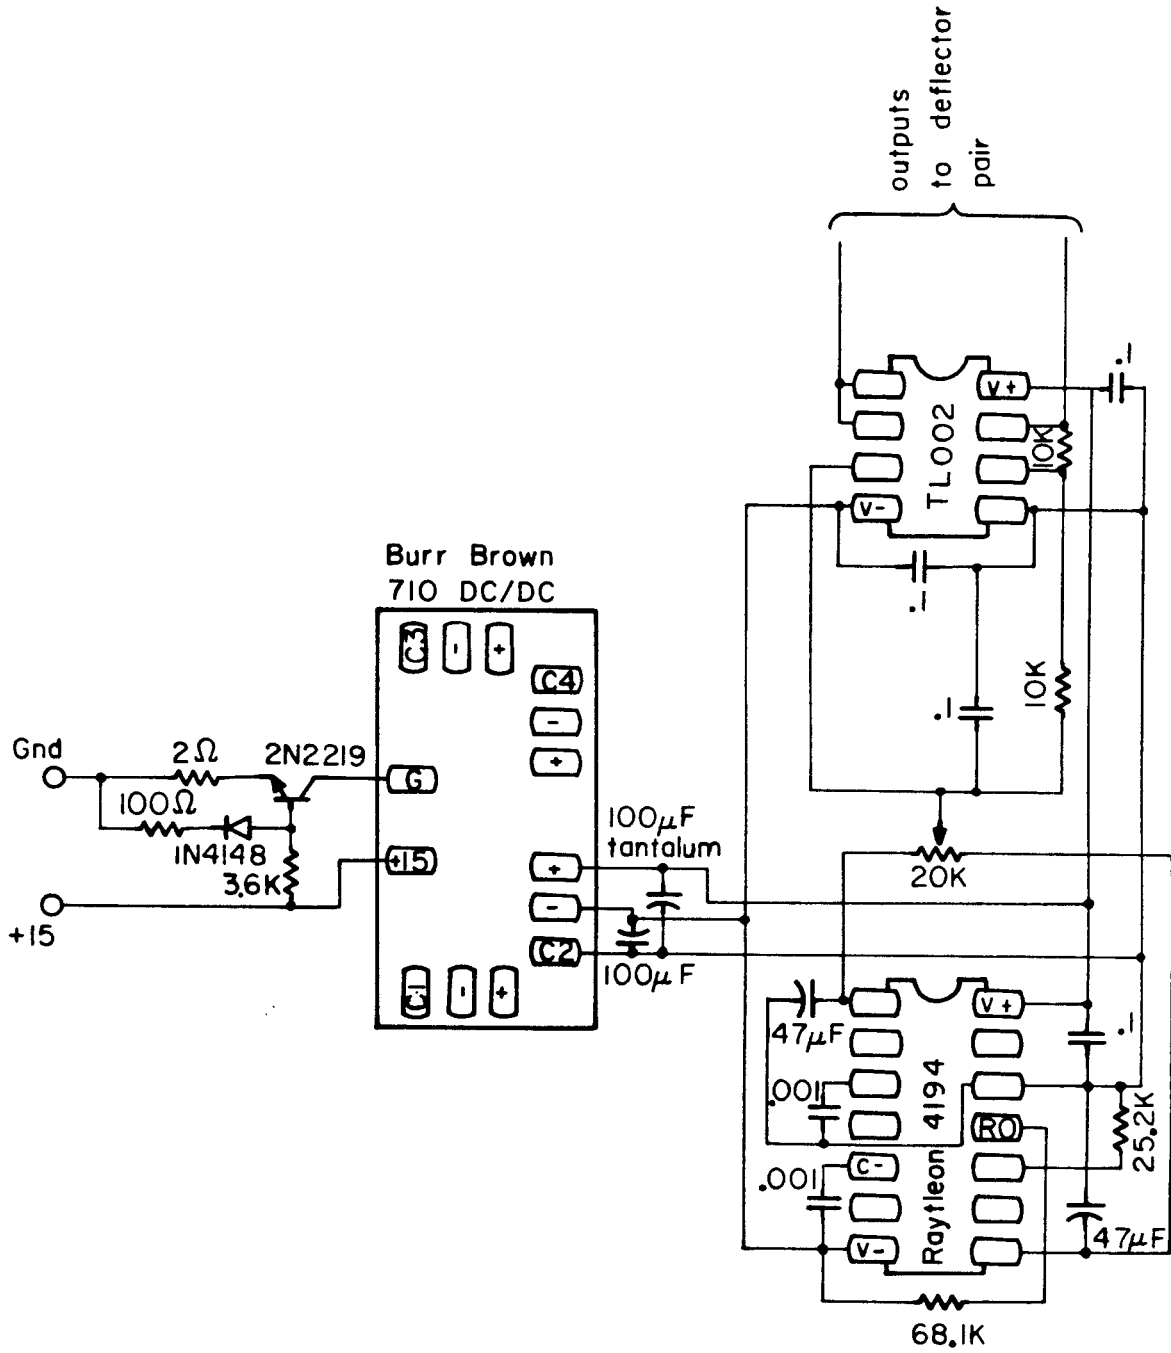 outputs
to deflector
pair
.1
V+
TL002
10K
V-
.1
Burr Brown
710 DC/DC
C3
-
+
C4
-
+
.1
10K
Gnd
2Ω
2N2219
G
100Ω
1N4148
3.6K
+15
+15
100µF
tantalum
20K
+
-
C2
100µF
C1
-
+
47µF
V+
.1
.001
Raytleon 4194
RO
25.2K
.001
C-
V-
47µF
68.1K